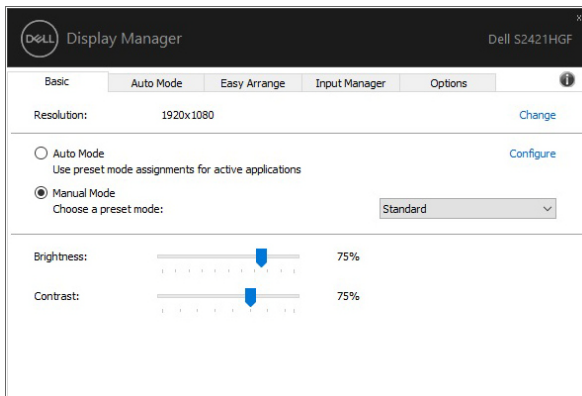 DELL Display Manager Dell S2421HGF
Basic Auto Mode Easy Arrange Input Manager Options
Resolution: 1920x1080 Change
Auto Mode Configure
Use preset mode assignments for active applications
Manual Mode
Choose a preset mode: Standard
Brightness: 75%
Contrast: 75%